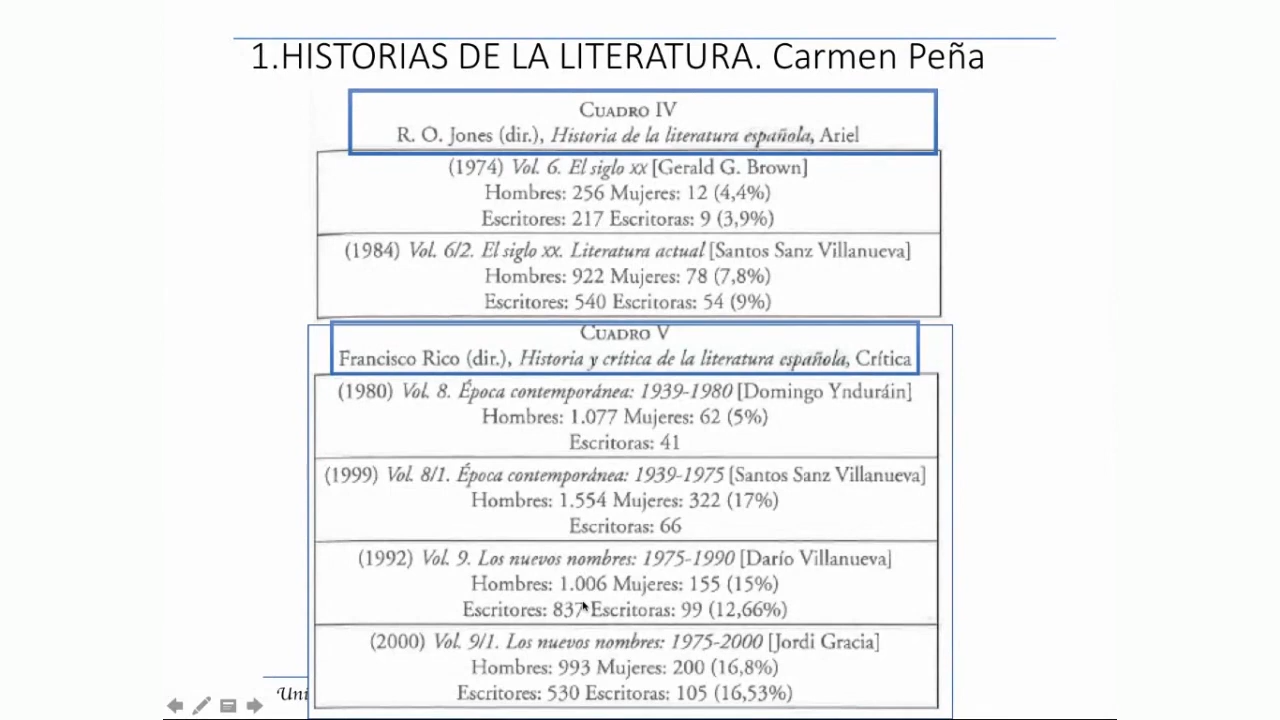 1.HISTORIAS DE LA LITERATURA. Carmen Peña
CUADRO IV
R. O. Jones (dir.), Historia de la literatura española, Ariel
(1974) Vol. 6. El siglo XX [Gerald G. Brown]
Hombres: 256 Mujeres: 12 (4,4%)
Escritores: 217 Escritoras: 9 (3,9%)
(1984) Vol. 6/2. El siglo XX. Literatura actual [Santos Sanz Villanueva]
Hombres: 922 Mujeres: 78 (7,8%)
Escritores: 540 Escritoras: 54 (9%)
CUADRO V
Francisco Rico (dir.), Historia y crítica de la literatura española, Crítica
(1980) Vol. 8. Época contemporánea: 1939-1980 [Domingo Ynduráin]
Hombres: 1.077 Mujeres: 62 (5%)
Escritoras: 41
(1999) Vol. 8/1. Época contemporánea: 1939-1975 [Santos Sanz Villanueva]
Hombres: 1.554 Mujeres: 322 (17%)
Escritoras: 66
(1992) Vol. 9. Los nuevos nombres: 1975-1990 [Darío Villanueva]
Hombres: 1.006 Mujeres: 155 (15%)
Escritores: 837 Escritoras: 99 (12,66%)
(2000) Vol. 9/1. Los nuevos nombres: 1975-2000 [Jordi Gracia]
Hombres: 993 Mujeres: 200 (16,8%)
Escritores: 530 Escritoras: 105 (16,53%)
Uni